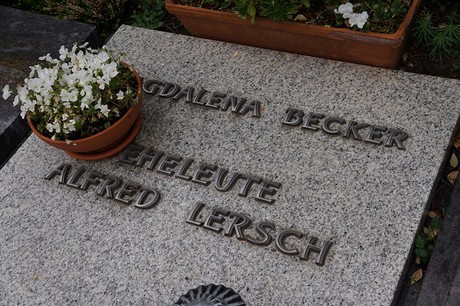 GDALENA BECKER
EHELEUTE
ALFRED LERSCH